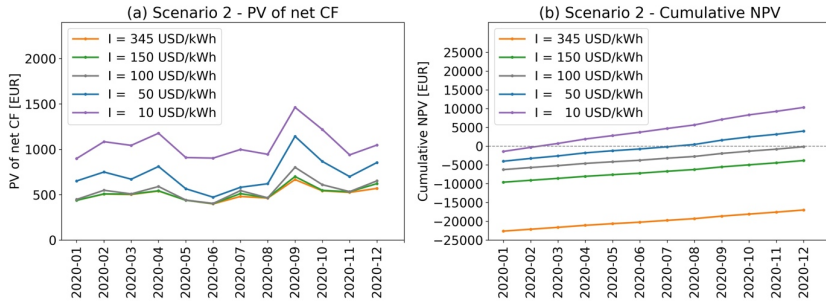 (a) Scenario 2 - PV of net CF
PV of net CF [EUR]
2000
1500
1000
500
0
I = 345 USD/kWh
I = 150 USD/kWh
I = 100 USD/kWh
I =   50 USD/kWh
I =   10 USD/kWh
2020-01
2020-02
2020-03
2020-04
2020-05
2020-06
2020-07
2020-08
2020-09
2020-10
2020-11
2020-12
(b) Scenario 2 - Cumulative NPV
Cumulative NPV [EUR]
25000
20000
15000
10000
5000
0
−5000
−10000
−15000
−20000
−25000
I = 345 USD/kWh
I = 150 USD/kWh
I = 100 USD/kWh
I =   50 USD/kWh
I =   10 USD/kWh
2020-01
2020-02
2020-03
2020-04
2020-05
2020-06
2020-07
2020-08
2020-09
2020-10
2020-11
2020-12